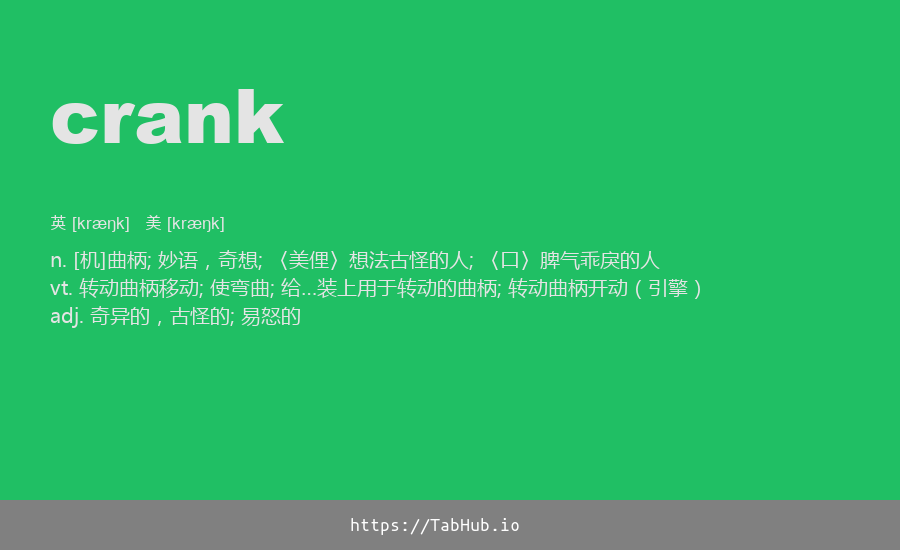 crank
英 [kræŋk] 美 [kræŋk]
n. [机]曲柄; 妙语，奇想; 〈美俚〉想法古怪的人; 〈口〉脾气乖戾的人
vt. 转动曲柄移动; 使弯曲; 给…装上用于转动的曲柄; 转动曲柄开动（引擎）
adj. 奇异的，古怪的; 易怒的
https://TabHub.io